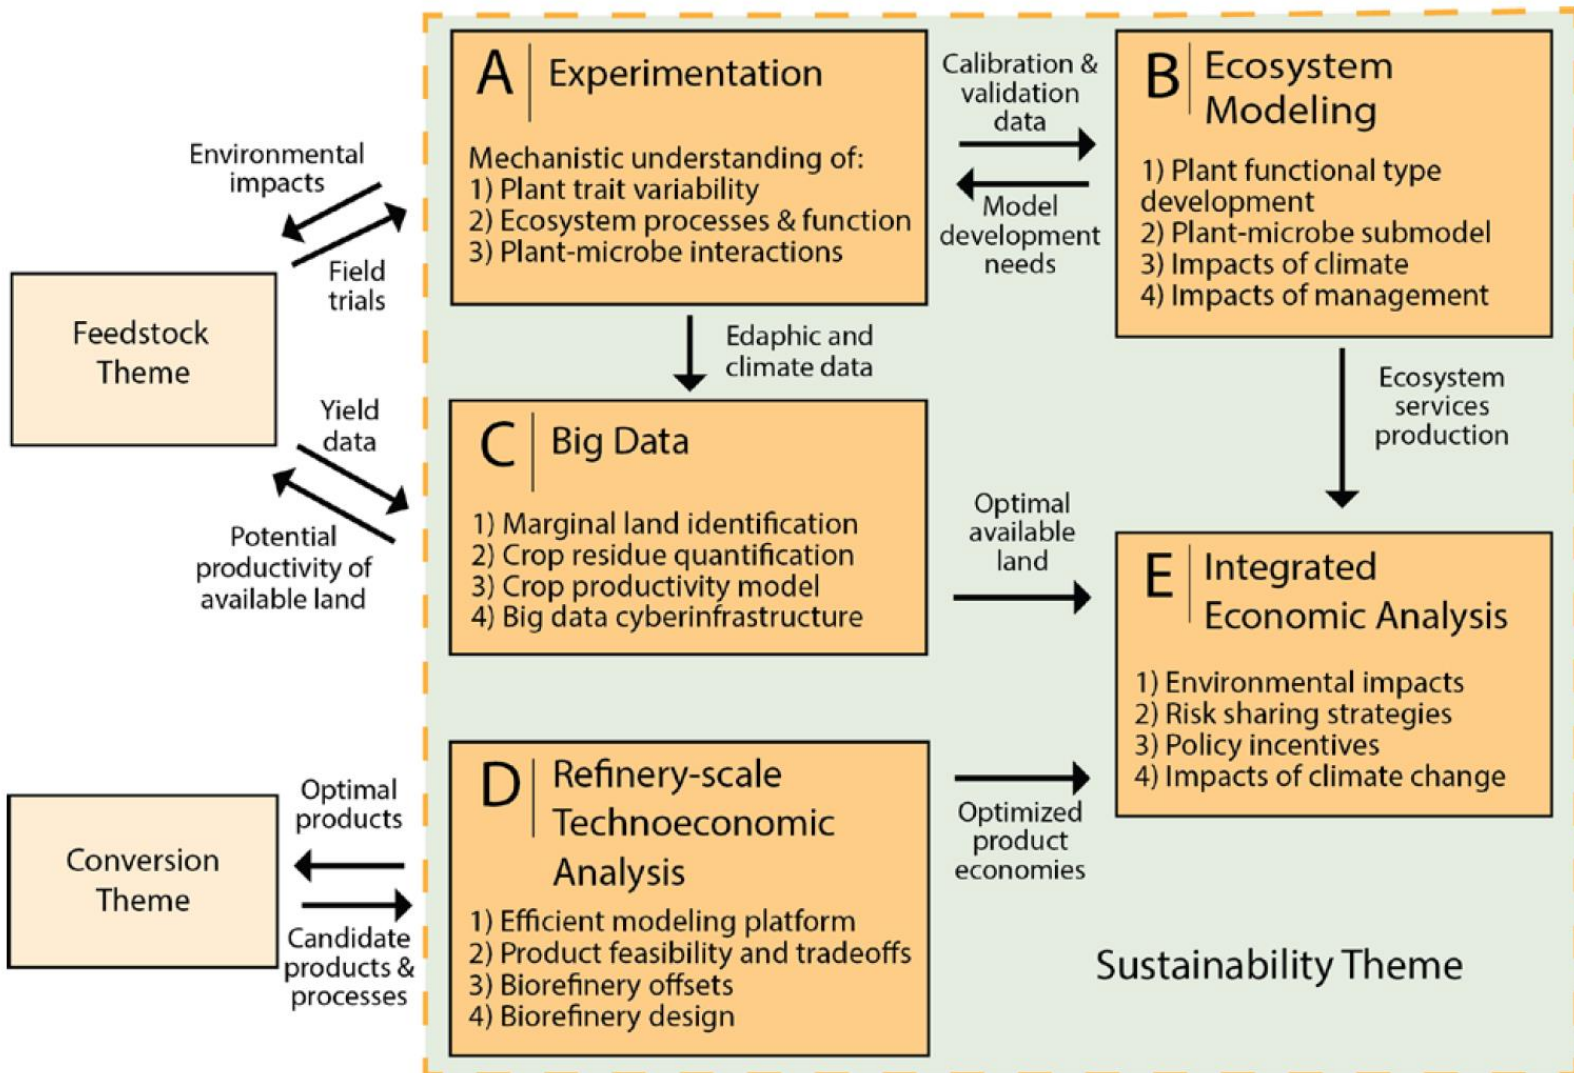 A
Experimentation
Mechanistic understanding of:
1) Plant trait variability
2) Ecosystem processes & function
3) Plant-microbe interactions
Calibration &
validation
data
Model
development
needs
B
Ecosystem
Modeling
1) Plant functional type
development
2) Plant-microbe submodel
3) Impacts of climate
4) Impacts of management
Environmental
impacts
Field
trials
Feedstock
Theme
Yield
data
Potential
productivity of
available land
Edaphic and
climate data
Ecosystem
services
production
C
Big Data
1) Marginal land identification
2) Crop residue quantification
3) Crop productivity model
4) Big data cyberinfrastructure
Optimal
available
land
E
Integrated
Economic Analysis
1) Environmental impacts
2) Risk sharing strategies
3) Policy incentives
4) Impacts of climate change
Conversion
Theme
Optimal
products
Candidate
products &
processes
D
Refinery-scale
Technoeconomic
Analysis
1) Efficient modeling platform
2) Product feasibility and tradeoffs
3) Biorefinery offsets
4) Biorefinery design
Optimized
product
economies
Sustainability Theme